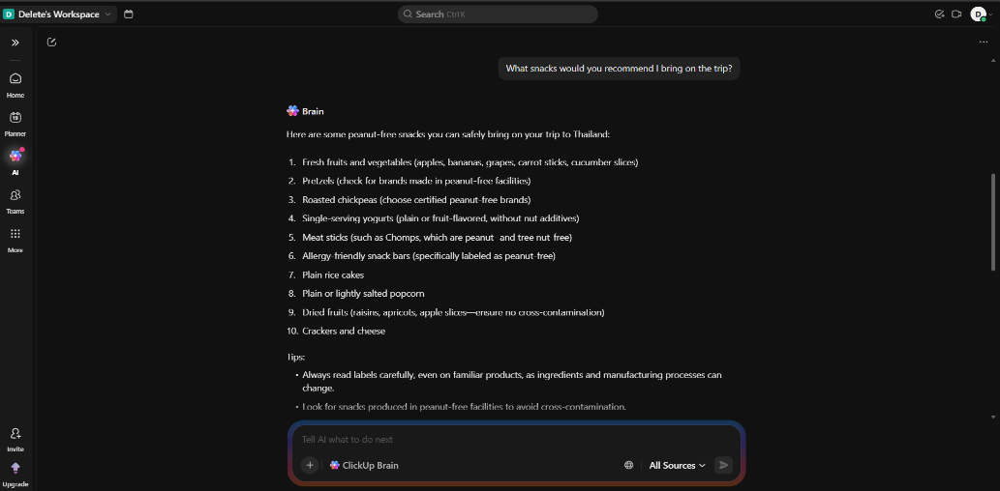 D Delete's Workspace
Search Ctrl K
D
What snacks would you recommend I bring on the trip?
Home
19
Planner
AI
Teams
More
Brain
Here are some peanut-free snacks you can safely bring on your trip to Thailand:
1. Fresh fruits and vegetables (apples, bananas, grapes, carrot sticks, cucumber slices)
2. Pretzels (check for brands made in peanut-free facilities)
3. Roasted chickpeas (choose certified peanut-free brands)
4. Single-serving yogurts (plain or fruit-flavored, without nut additives)
5. Meat sticks (such as Chomps, which are peanut- and tree nut-free)
6. Allergy-friendly snack bars (specifically labeled as peanut-free)
7. Plain rice cakes
8. Plain or lightly salted popcorn
9. Dried fruits (raisins, apricots, apple slices—ensure no cross-contamination)
10. Crackers and cheese
Tips:
• Always read labels carefully, even on familiar products, as ingredients and manufacturing processes can
change.
• Look for snacks produced in peanut-free facilities to avoid cross-contamination.
Tell AI what to do next
ClickUp Brain
All Sources
Invite
Upgrade